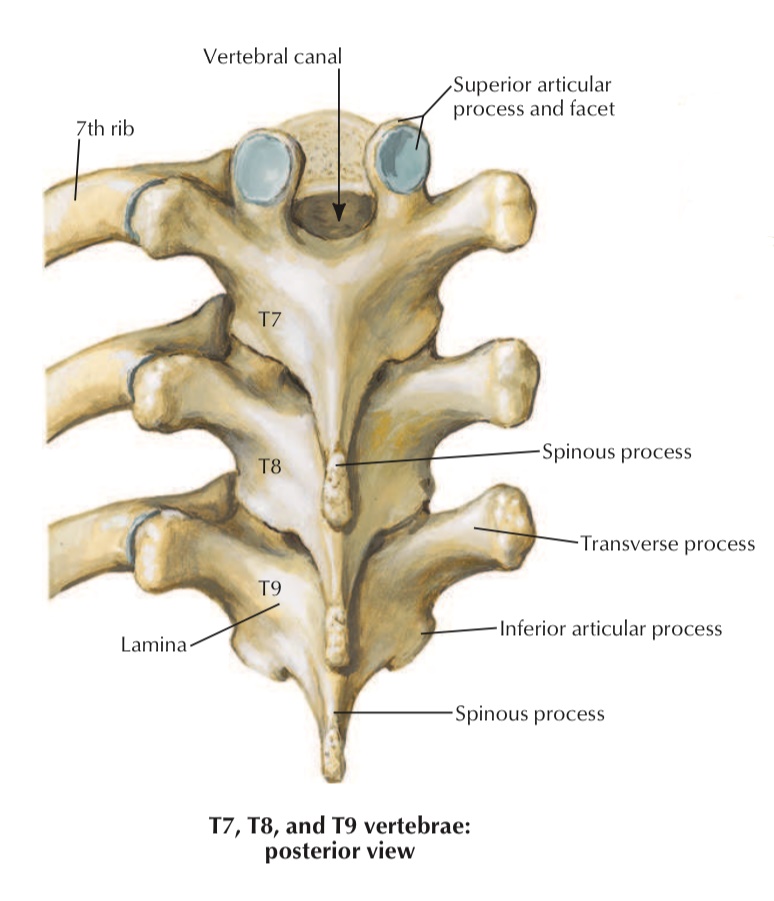 Vertebral canal
Superior articular
process and facet
7th rib
T7
Spinous process
T8
Transverse process
T9
Inferior articular process
Lamina
Spinous process
T7, T8, and T9 vertebrae:
posterior view